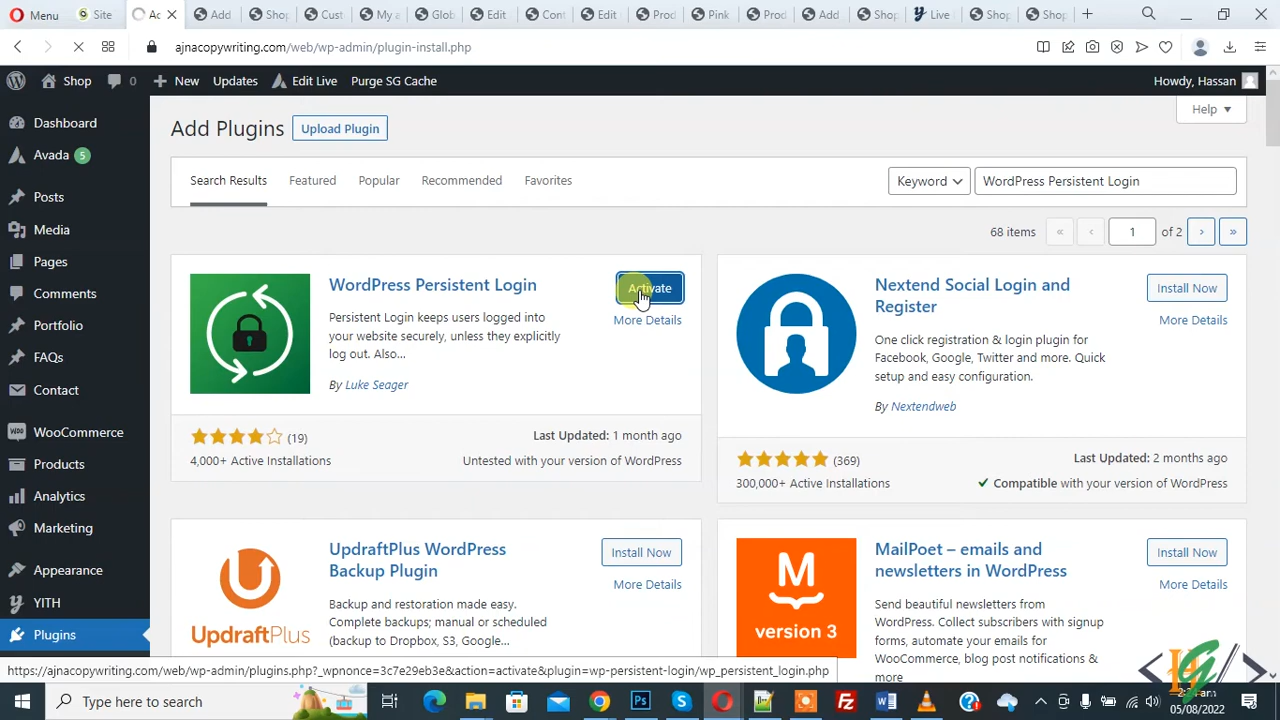 Menu Site Ac Add Shop Cust My a Glob Edit Cont Edit Prod Pink Prod Add Shop Live Shop Shop
ajnacopywriting.com/web/wp-admin/plugin-install.php
Shop 0 New Updates Edit Live Purge SG Cache Howdy, Hassan
Help
Dashboard
Avada 5
Posts
Media
Pages
Comments
Portfolio
FAQs
Contact
WooCommerce
Products
Analytics
Marketing
Appearance
YITH
Plugins
Add Plugins Upload Plugin
Search Results Featured Popular Recommended Favorites Keyword WordPress Persistent Login
68 items « ‹ 1 of 2 › »
WordPress Persistent Login
Activate
More Details
Persistent Login keeps users logged into
your website securely, unless they explicitly
log out. Also...
By Luke Seager
(19)
Last Updated: 1 month ago
4,000+ Active Installations
Untested with your version of WordPress
Nextend Social Login and
Register
Install Now
More Details
One click registration & login plugin for
Facebook, Google, Twitter and more. Quick
setup and easy configuration.
By Nextendweb
(369)
Last Updated: 2 months ago
300,000+ Active Installations
Compatible with your version of WordPress
UpdraftPlus WordPress
Backup Plugin
Install Now
More Details
Backup and restoration made easy.
Complete backups; manual or scheduled
(backup to Dropbox, S3, Google...
UpdraftPlus
MailPoet – emails and
newsletters in WordPress
Install Now
More Details
Send beautiful newsletters from
WordPress. Collect subscribers with signup
forms, automate your emails for
WooCommerce, blog post notifications &
more
M
version 3
https://ajnacopywriting.com/web/wp-admin/plugins.php?_wpnonce=3c7e29eb3e&action=activate&plugin=wp-persistent-login/wp_persistent_login.php
Type here to search
05/08/2022